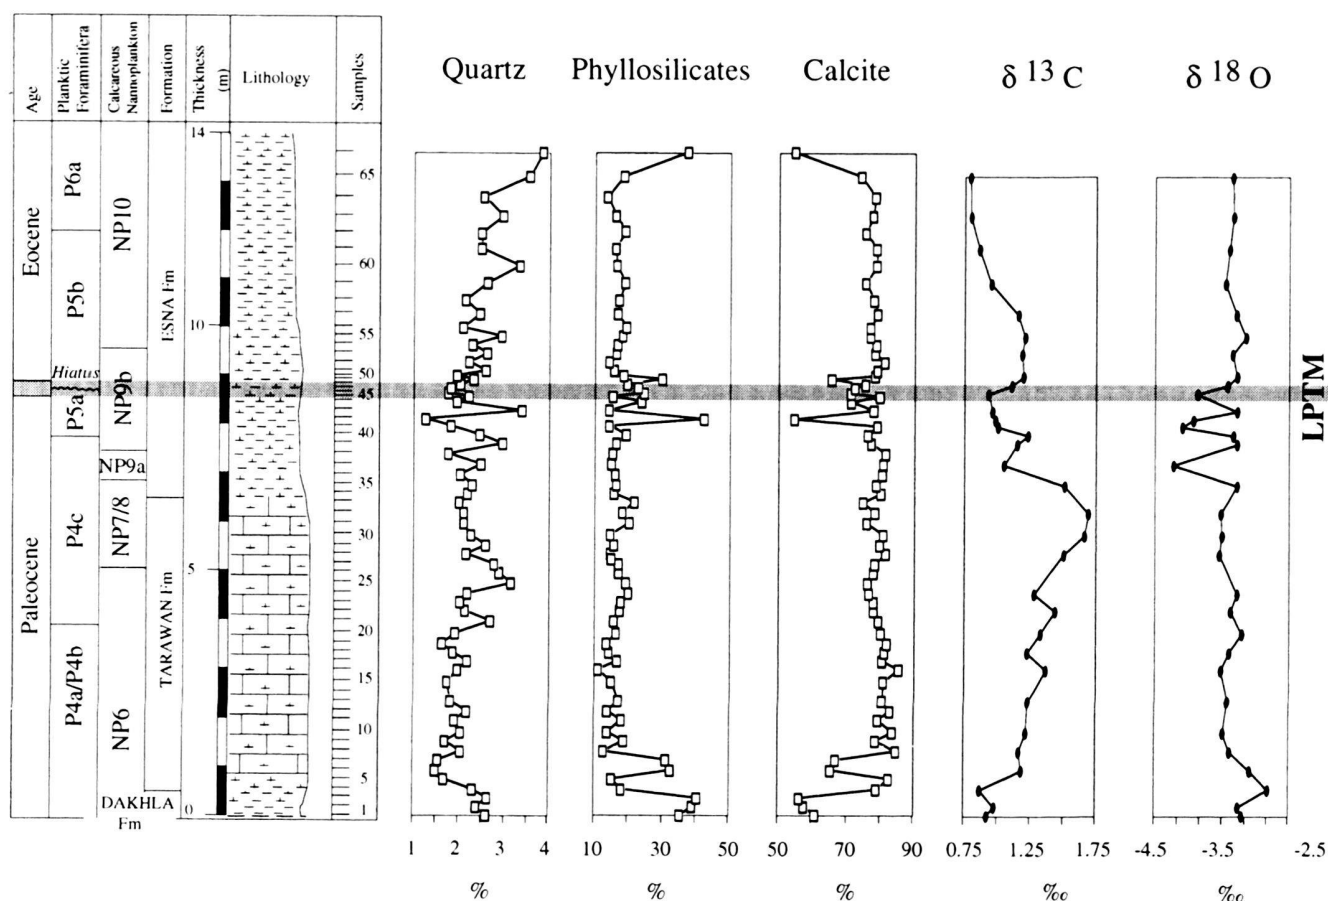 Age
Planktic
Foraminifera
Calcareous
Nannoplankton
Formation
Thickness
(m)
Lithology
Samples
Quartz
Phyllosilicates
Calcite
δ 13 C
δ 18 O
Eocene
Paleocene
P6a
P5b
Hiatus
P5a
P4c
P4a/P4b
NP10
NP9b
NP9a
NP7/8
NP6
ESNA Fm
TARAWAN Fm
DAKHLA
Fm
14
10
5
0
65
60
55
50
45
40
35
30
25
20
15
10
5
1
LPTM
1 2 3 4
10 30 50
50 70 90
0.75 1.25 1.75
-4.5 -3.5 -2.5
%
%
%
‰
‰